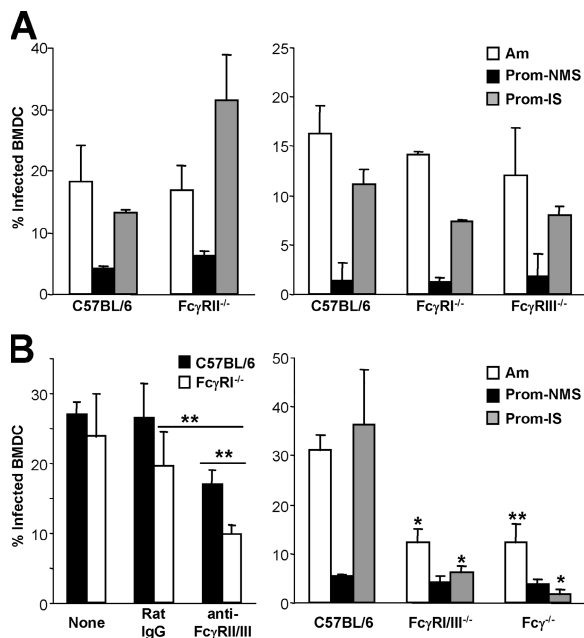 A
% Infected BMDC
40
30
20
10
0
C57BL/6 FcγRII-/-
25
20
15
10
5
0
Am
Prom-NMS
Prom-IS
C57BL/6 FcγRI-/- FcγRIII-/-
B
% Infected BMDC
30
20
10
0
C57BL/6
FcγRI-/-
**
**
None Rat IgG anti-FcγRII/III
50
40
30
20
10
0
Am
Prom-NMS
Prom-IS
*
*
**
*
C57BL/6 FcγRI/III-/- Fcγ-/-